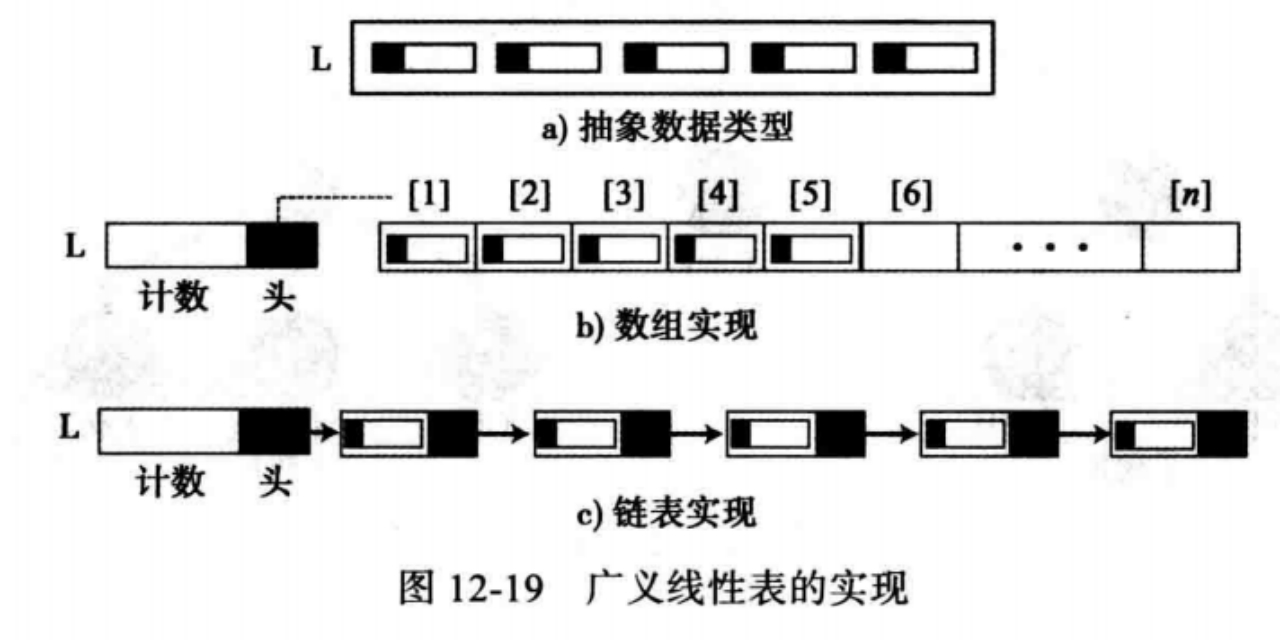 L
a) 抽象数据类型
[1] [2] [3] [4] [5] [6] [n]
L
计数 头
b) 数组实现
L
计数 头
c) 链表实现
图 12-19 广义线性表的实现